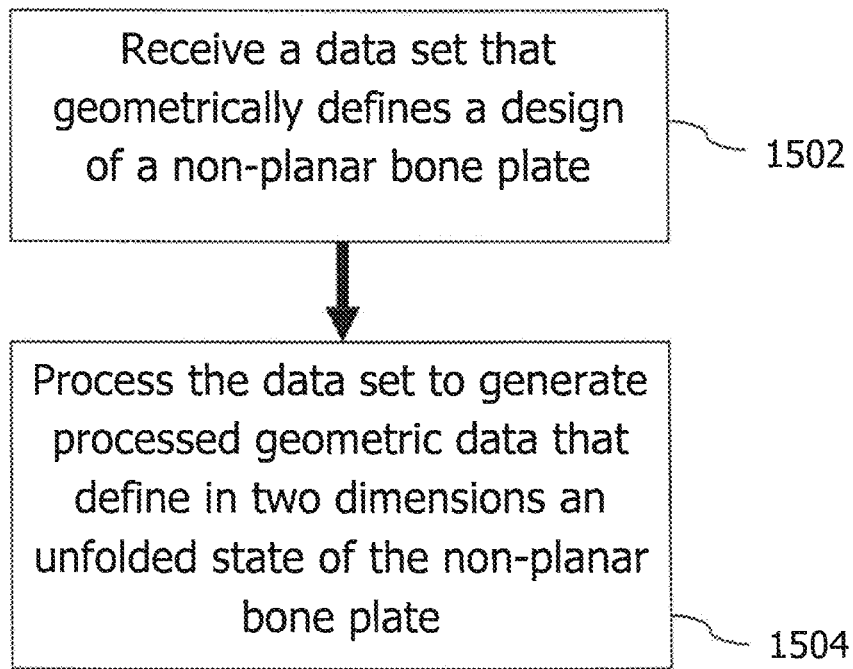 Receive a data set that
geometrically defines a design
of a non-planar bone plate
1502
Process the data set to generate
processed geometric data that
define in two dimensions an
unfolded state of the non-planar
bone plate
1504